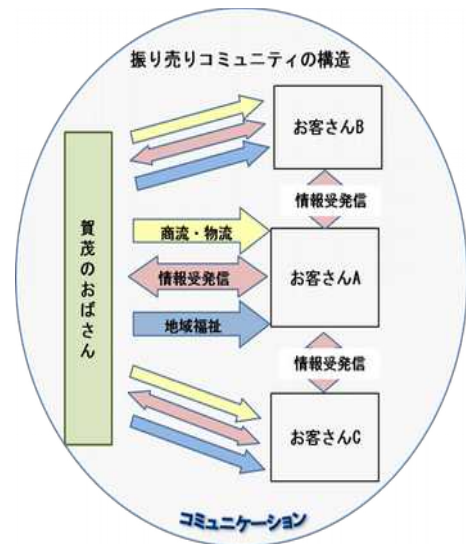 振り売りコミュニティの構造
お客さんB
情報受発信
賀茂のおばさん
商流・物流
情報受発信
地域福祉
お客さんA
情報受発信
お客さんC
コミュニケーション